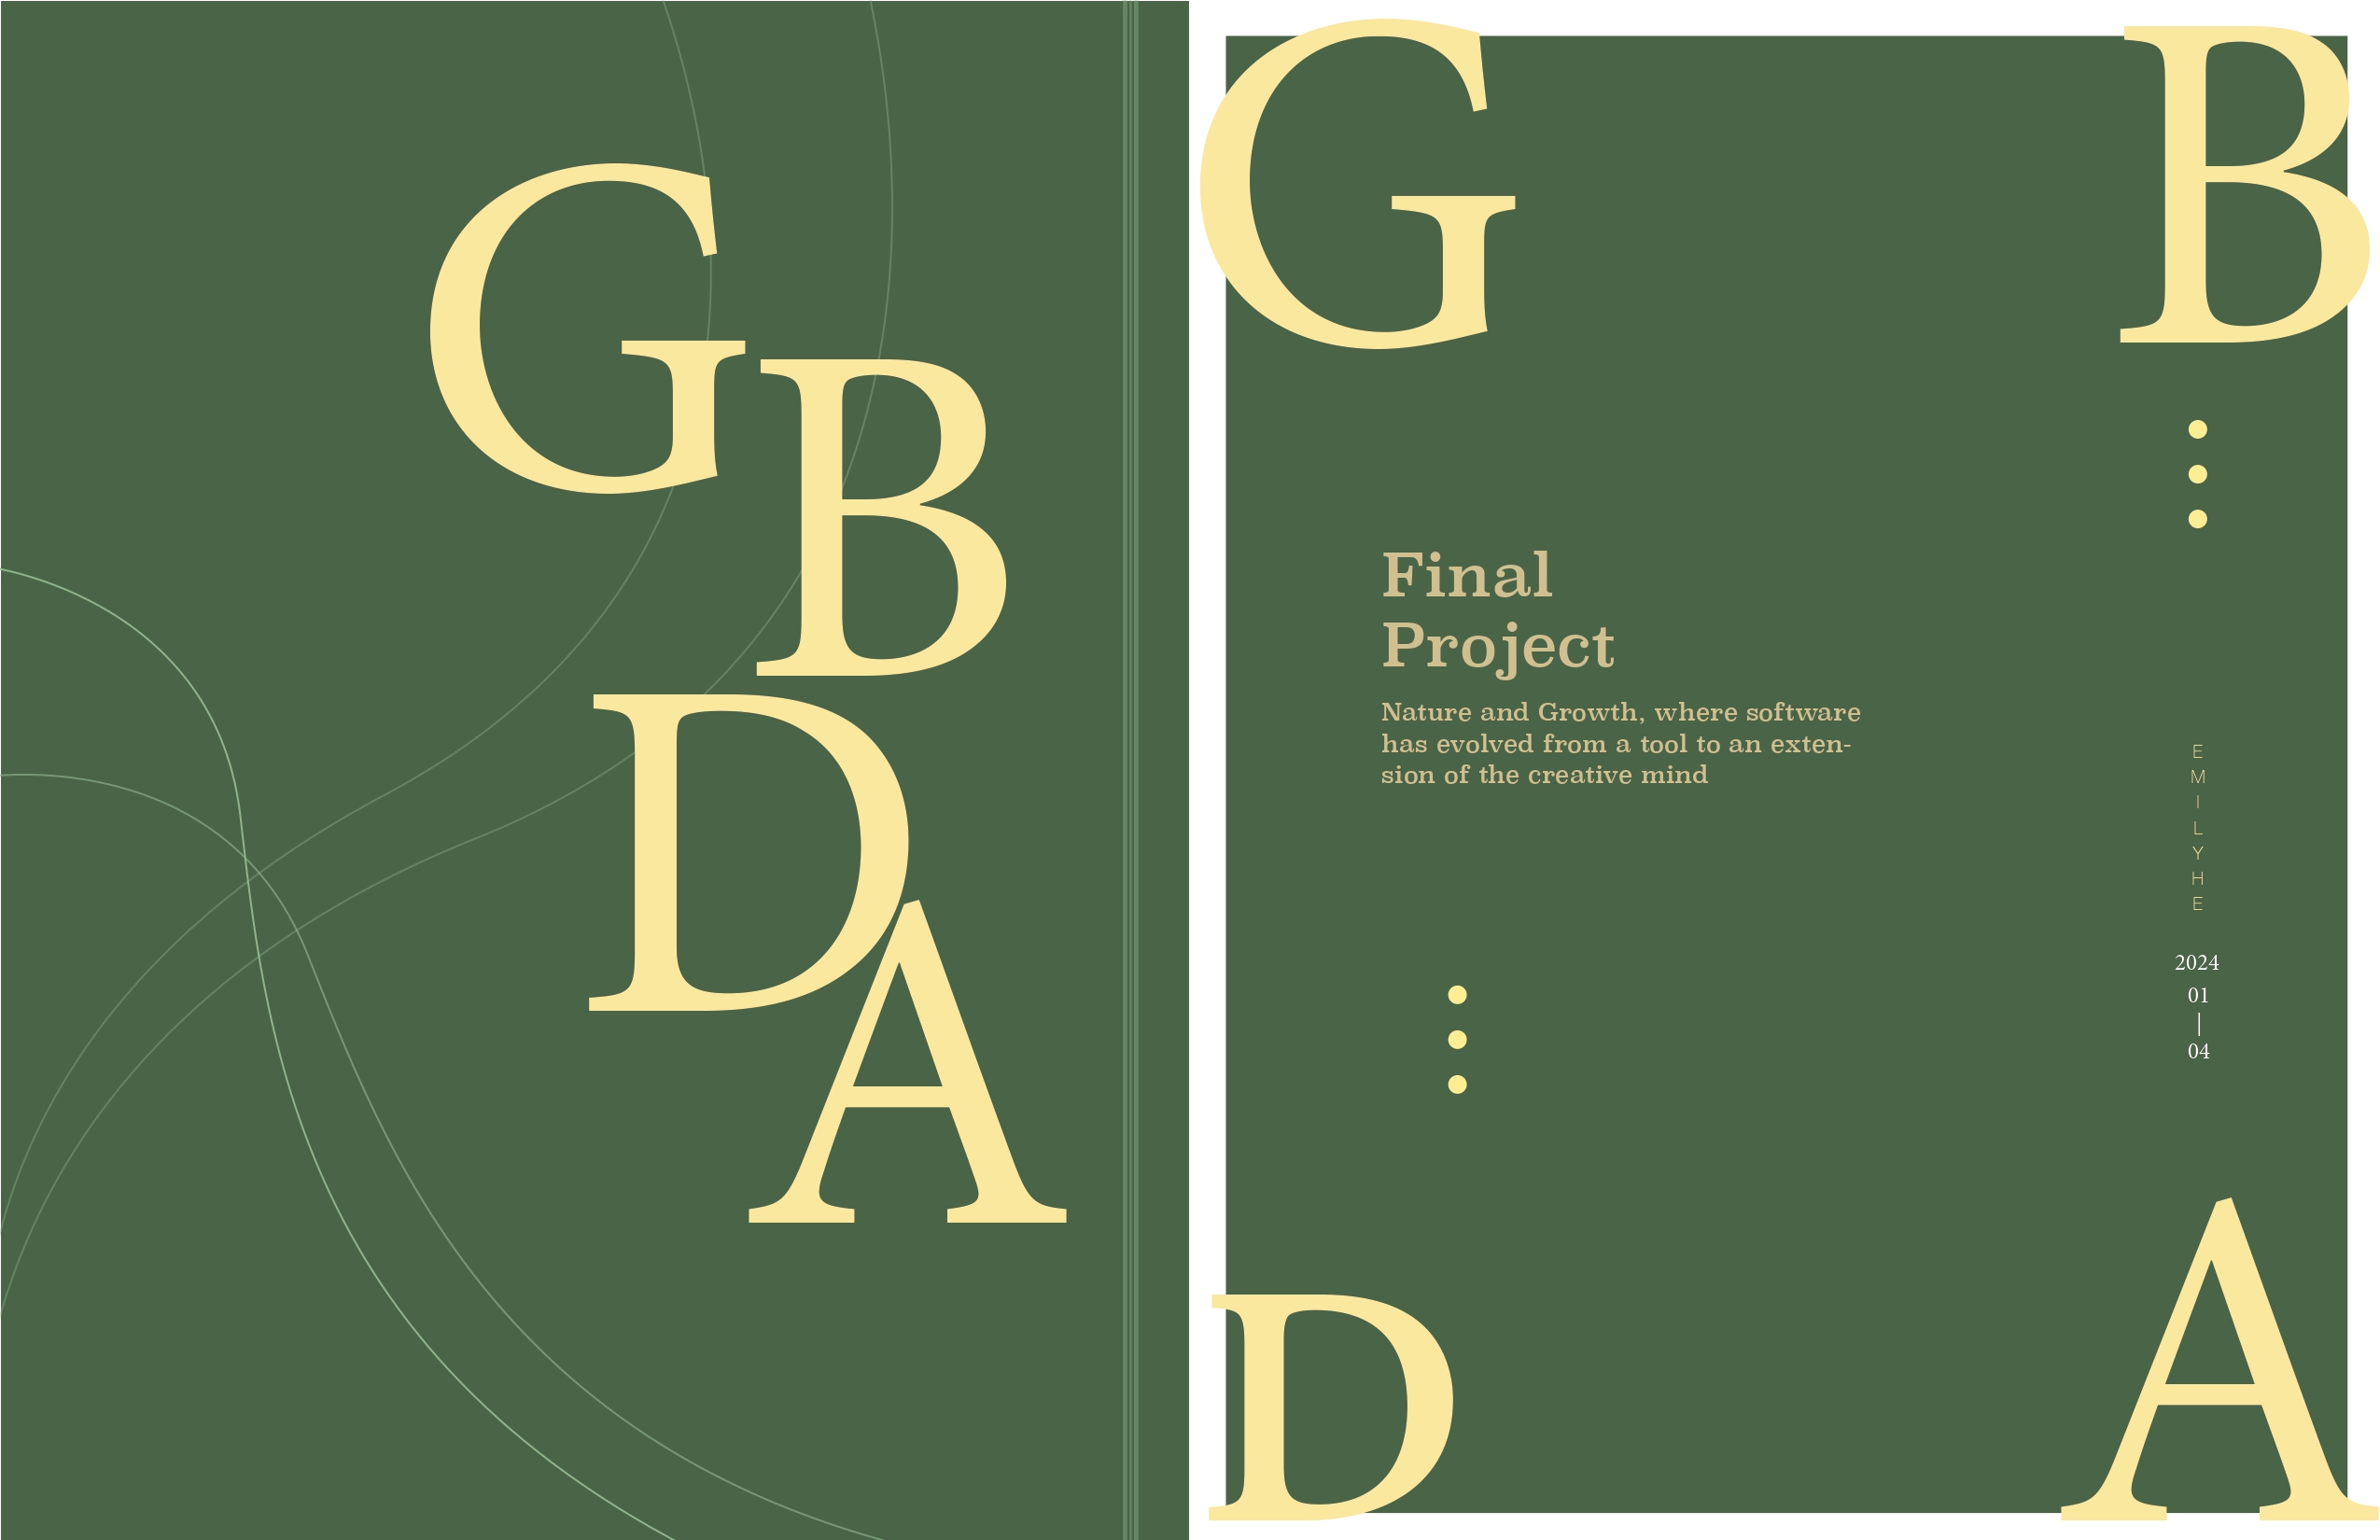 G
B
D
A
G B
Final
Project
Nature and Growth, where software
has evolved from a tool to an exten-
sion of the creative mind
E
M
I
L
Y
H
E
2024
01
04
D A